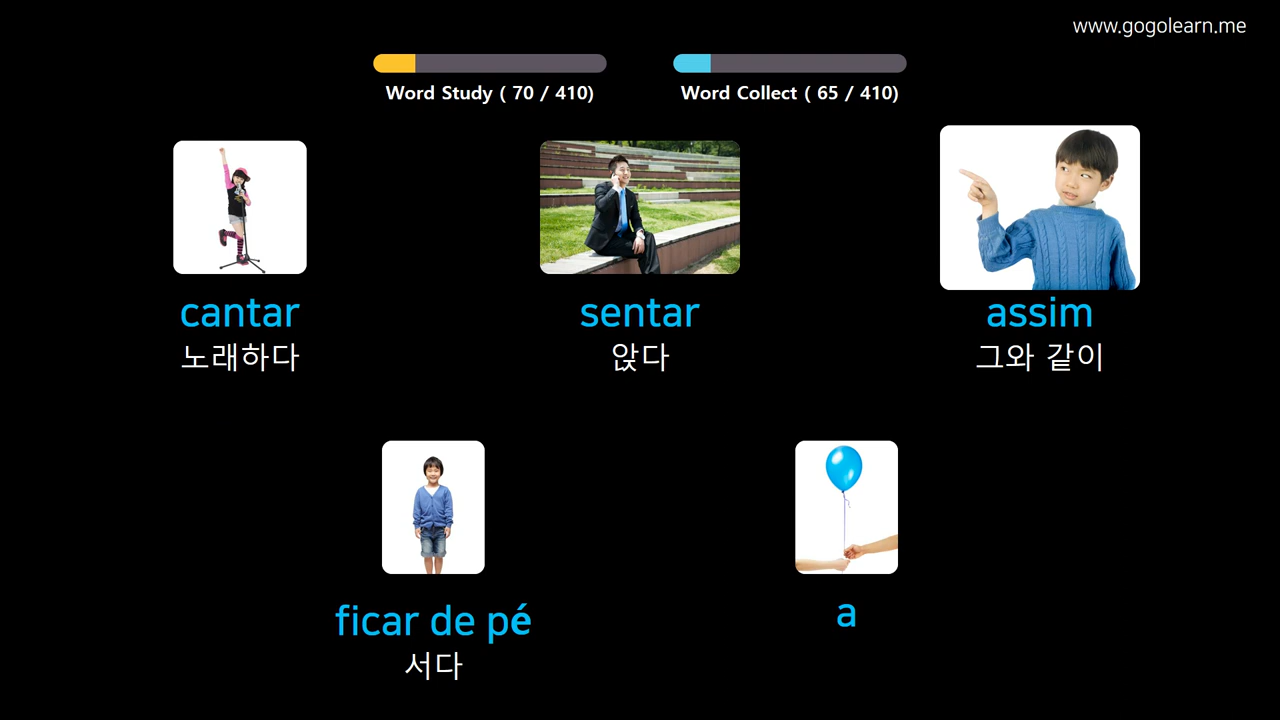 www.gogolearn.me
Word Study ( 70 / 410)
Word Collect ( 65 / 410)
cantar
노래하다
sentar
앉다
assim
그와 같이
ficar de pé
서다
a